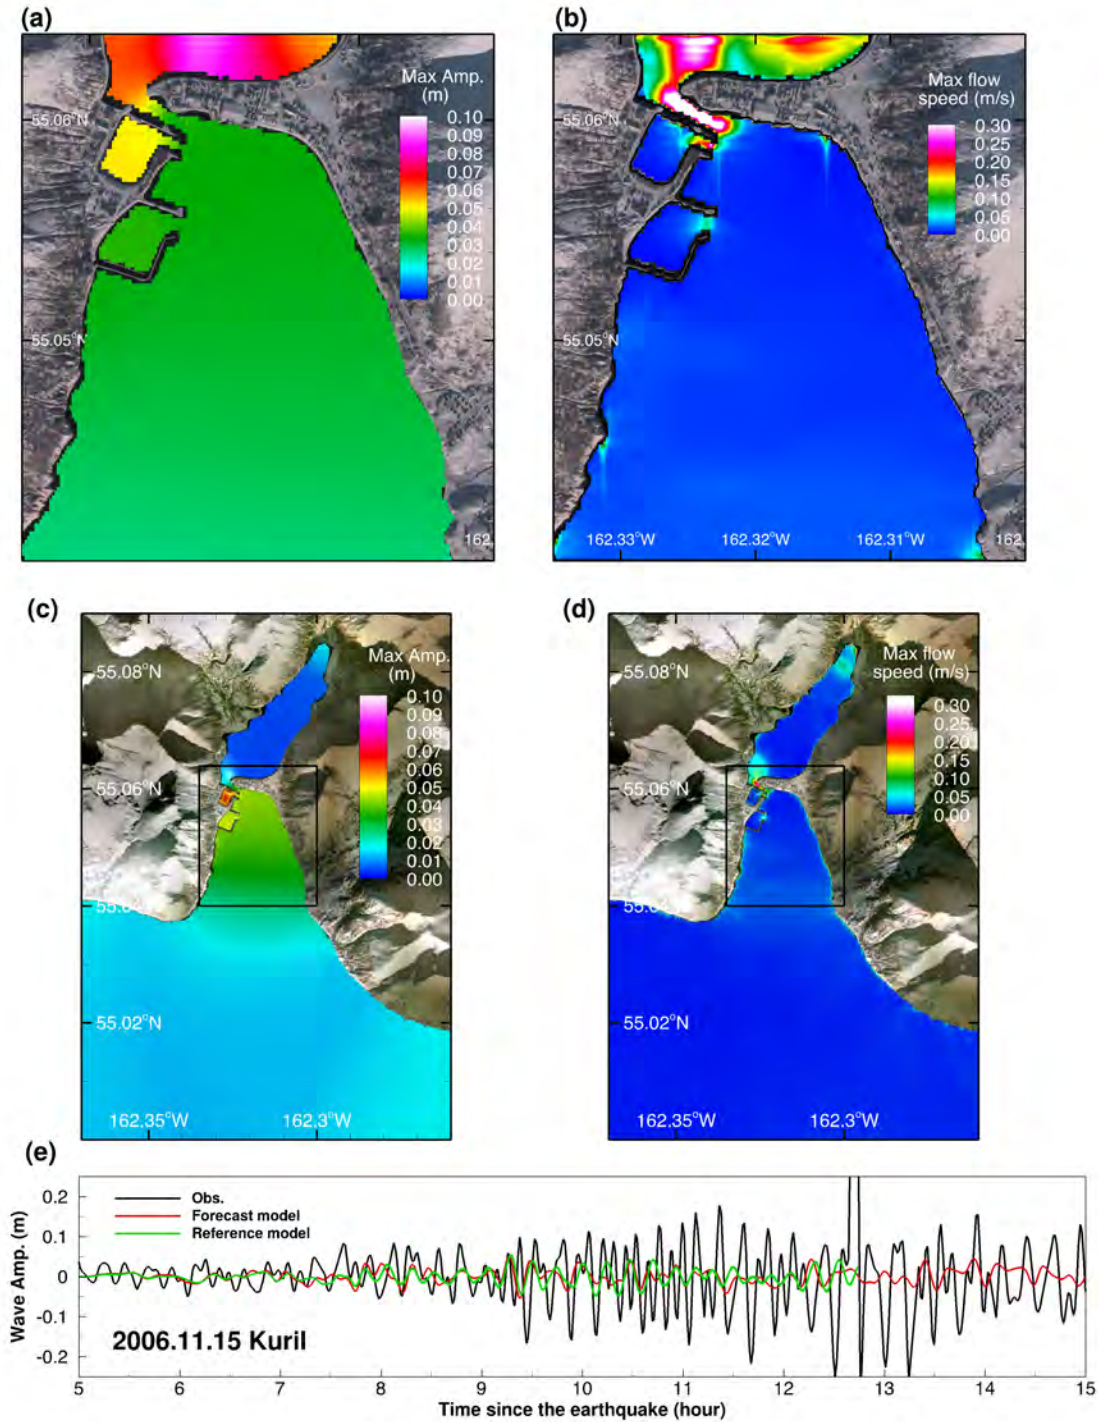 (a)
Max Amp.
(m)
0.10
0.09
0.08
0.07
0.06
0.05
0.04
0.03
0.02
0.01
0.00
55.06°N
55.05°N
162.
(b)
Max flow
speed (m/s)
0.30
0.25
0.20
0.15
0.10
0.05
0.00
55.06°N
55.05°N
162.33°W
162.32°W
162.31°W
162.
(c)
Max Amp.
(m)
0.10
0.09
0.08
0.07
0.06
0.05
0.04
0.03
0.02
0.01
0.00
55.08°N
55.06°N
55.04°N
55.02°N
162.35°W
162.3°W
(d)
Max flow
speed (m/s)
0.30
0.25
0.20
0.15
0.10
0.05
0.00
55.08°N
55.06°N
55.04°N
55.02°N
162.35°W
162.3°W
(e)
Wave Amp. (m)
0.2
0.1
0
-0.1
-0.2
Obs.
Forecast model
Reference model
2006.11.15 Kuril
5 6 7 8 9 10 11 12 13 14 15
Time since the earthquake (hour)